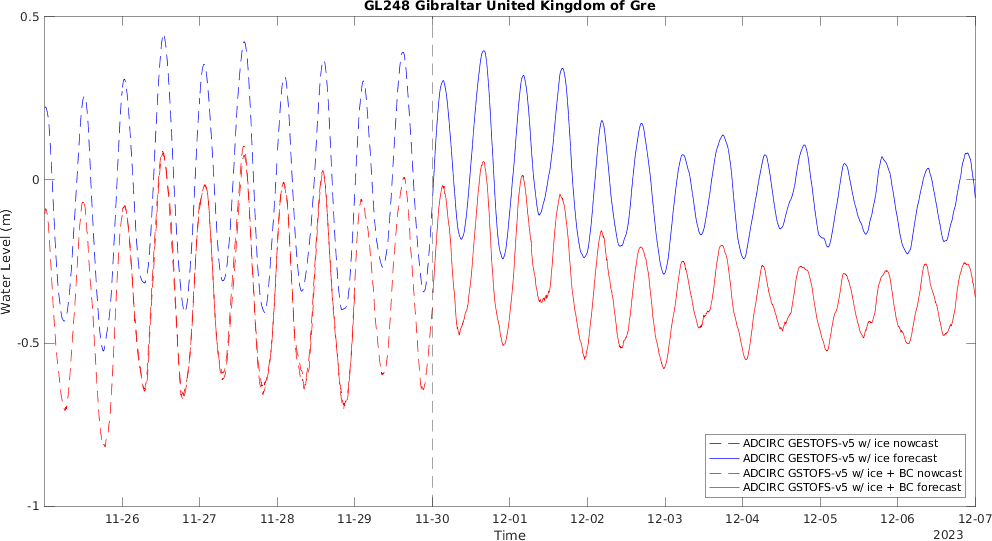 GL248 Gibraltar United Kingdom of Gre
0.5
0
-0.5
-1
Water Level (m)
11-26 11-27 11-28 11-29 11-30 12-01 12-02 12-03 12-04 12-05 12-06 12-07
Time
2023
ADCIRC GESTOFS-v5 w/ ice nowcast
ADCIRC GESTOFS-v5 w/ ice forecast
ADCIRC GSTOFS-v5 w/ ice + BC nowcast
ADCIRC GSTOFS-v5 w/ ice + BC forecast